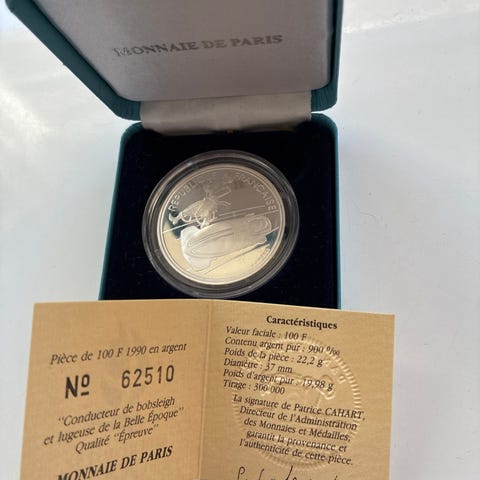 MONNAIE DE PARIS
REPUBLIQUE FRANÇAISE
Pièce de 100 F 1990 en argent
Nº 62510
"Conducteur de bobsleigh
et lugeuse de la Belle Époque"
Qualité "Épreuve"
MONNAIE DE PARIS
Caractéristiques
Valeur faciale : 100 F
Contenu argent pur : 900 ‰
Poids de la pièce : 22,2 g
Diamètre : 37 mm
Poids d'argent pur : 19,98 g
Tirage : 300 000
La signature de Patrice CAHART,
Directeur de l'Administration
des Monnaies et Médailles,
garantit la provenance et
l'authenticité de cette pièce.